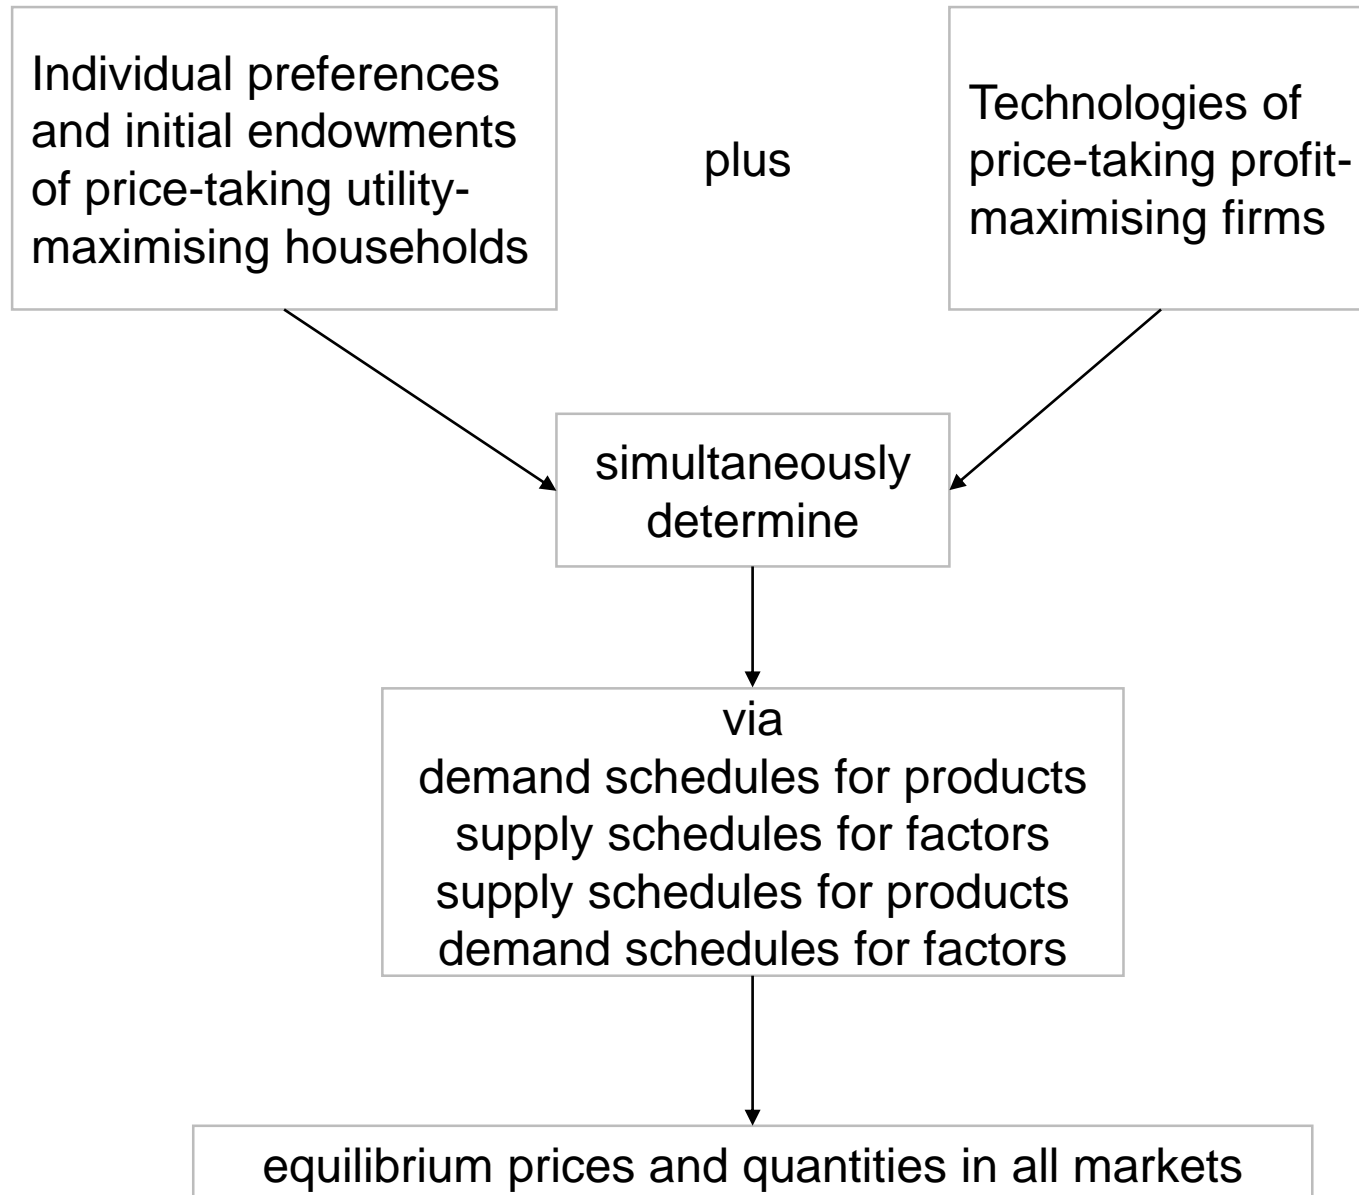 Individual preferences
and initial endowments
of price-taking utility-
maximising households
plus
Technologies of
price-taking profit-
maximising firms
simultaneously
determine
via
demand schedules for products
supply schedules for factors
supply schedules for products
demand schedules for factors
equilibrium prices and quantities in all markets